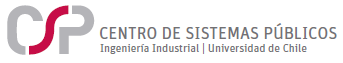 CSP CENTRO DE SISTEMAS PÚBLICOS
Ingeniería Industrial | Universidad de Chile